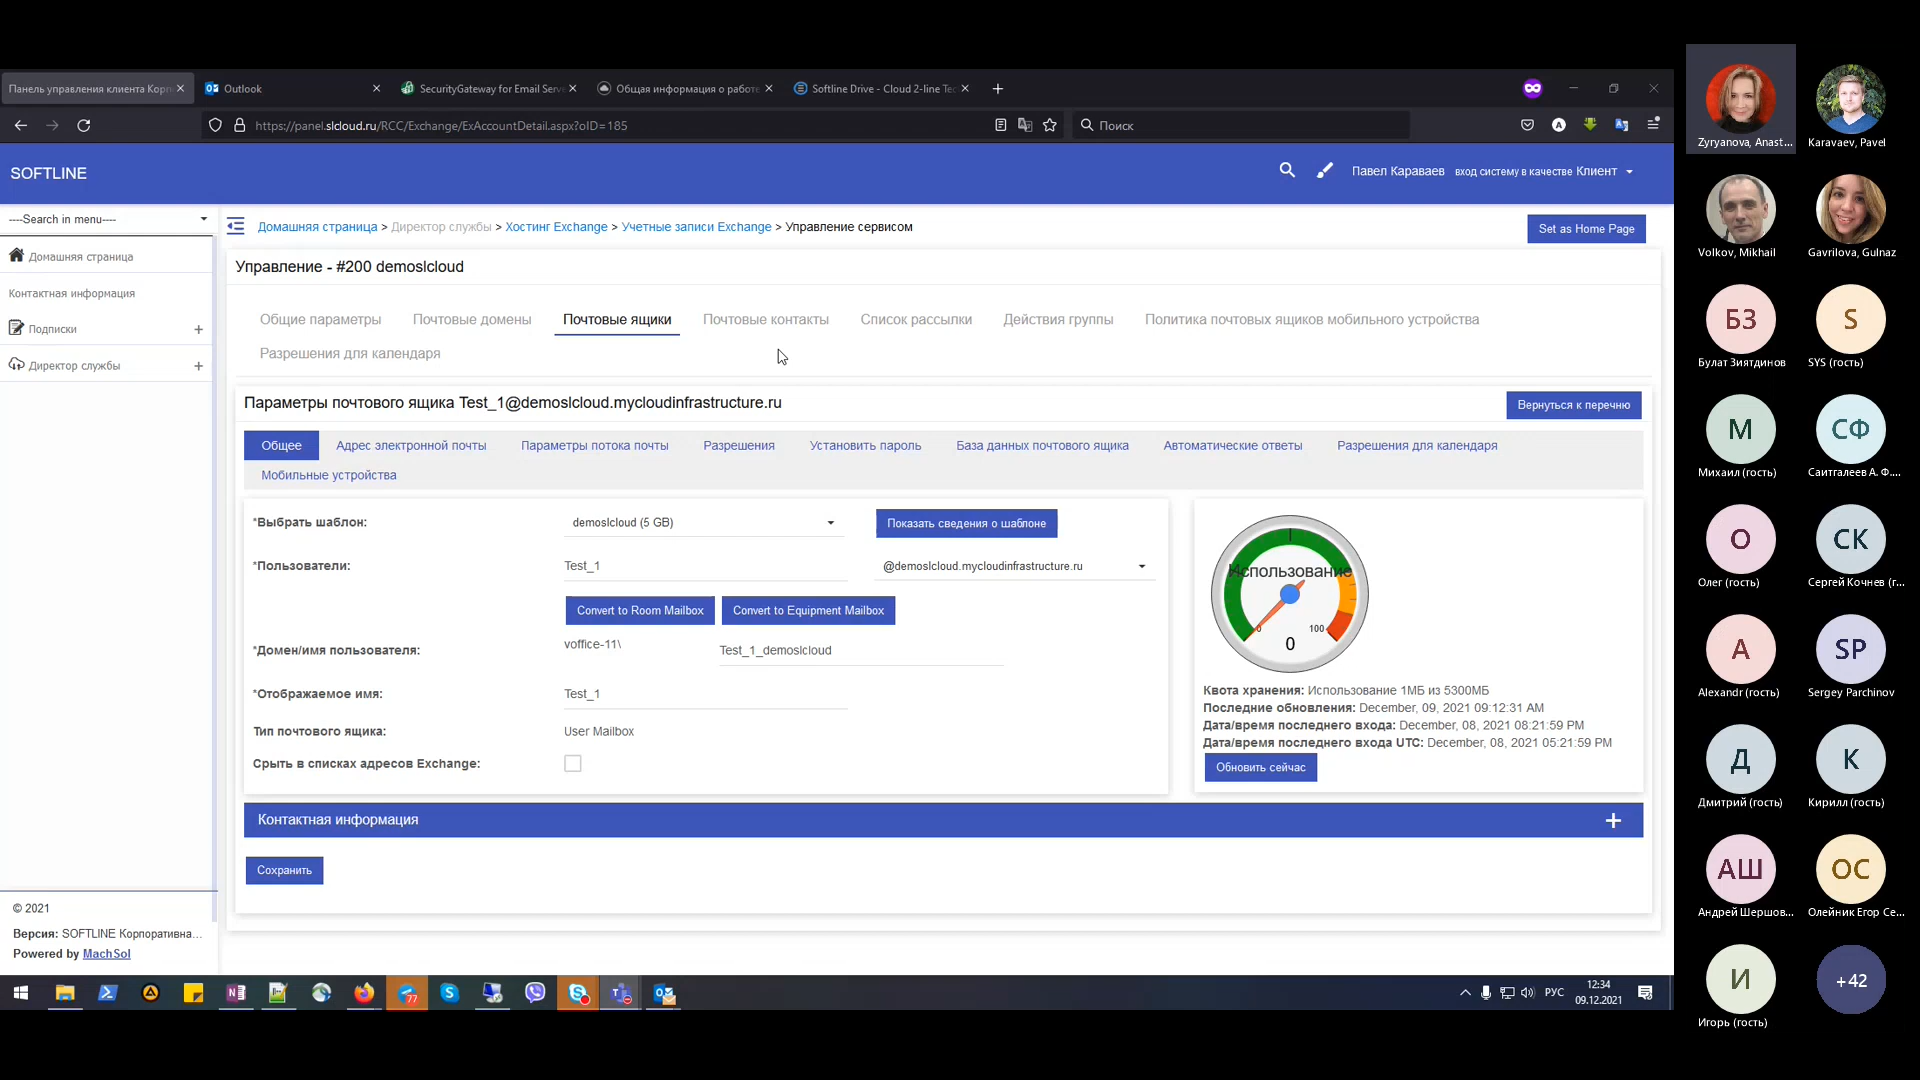 Панель управления клиента Корп
Outlook
SecurityGateway for Email Serv
Общая информация о работе
Softline Drive - Cloud 2-line Te
https://panel.slcloud.ru/RCC/Exchange/ExAccountDetail.aspx?oID=185
Поиск
SOFTLINE
Павел Караваев вход систему в качестве Клиент
----Search in menu----
Домашняя страница
Контактная информация
Подписки
Директор службы
Домашняя страница > Директор службы > Хостинг Exchange > Учетные записи Exchange > Управление сервисом
Set as Home Page
Управление - #200 demoslcloud
Общие параметры
Почтовые домены
Почтовые ящики
Почтовые контакты
Список рассылки
Действия группы
Политика почтовых ящиков мобильного устройства
Разрешения для календаря
Параметры почтового ящика Test_1@demoslcloud.mycloudinfrastructure.ru
Вернуться к перечню
Общее
Адрес электронной почты
Параметры потока почты
Разрешения
Установить пароль
База данных почтового ящика
Автоматические ответы
Разрешения для календаря
Мобильные устройства
*Выбрать шаблон:
demoslcloud (5 GB)
Показать сведения о шаблоне
*Пользователи:
Test_1
@demoslcloud.mycloudinfrastructure.ru
Convert to Room Mailbox
Convert to Equipment Mailbox
*Домен/имя пользователя:
voffice-11\
Test_1_demoslcloud
*Отображаемое имя:
Test_1
Тип почтового ящика:
User Mailbox
Срыть в списках адресов Exchange:
Использование
0
100
0
Квота хранения: Использование 1МБ из 5300МБ
Последние обновления: December, 09, 2021 09:12:31 AM
Дата/время последнего входа: December, 08, 2021 08:21:59 PM
Дата/время последнего входа UTC: December, 08, 2021 05:21:59 PM
Обновить сейчас
Контактная информация
Сохранить
© 2021
Версия: SOFTLINE Корпоративна...
Powered by MachSol
77
РУС
12:34
09.12.2021
Zyryanova, Anast...
Karavaev, Pavel
Volkov, Mikhail
Gavrilova, Gulnaz
БЗ
Булат Зиятдинов
S
SYS (гость)
М
Михаил (гость)
СФ
Саитгалеев А. Ф....
О
Олег (гость)
СК
Сергей Кочнев (г...
A
Alexandr (гость)
SP
Sergey Parchinov
Д
Дмитрий (гость)
К
Кирилл (гость)
АШ
Андрей Шершов...
ОС
Олейник Егор Се...
И
Игорь (гость)
+42